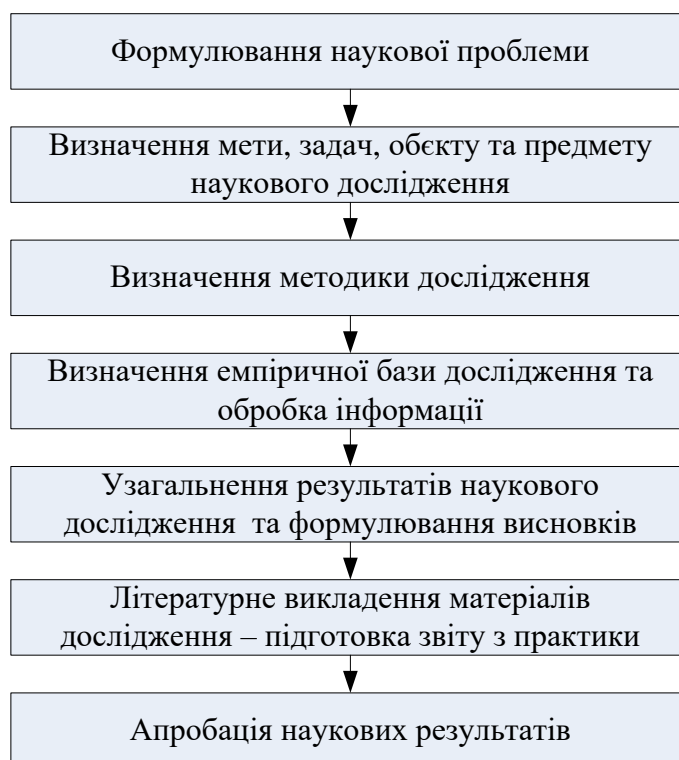 Формулювання наукової проблеми
Визначення мети, задач, обєкту та предмету
наукового дослідження
Визначення методики дослідження
Визначення емпіричної бази дослідження та
обробка інформації
Узагальнення результатів наукового
дослідження  та формулювання висновків
Літературне викладення матеріалів
дослідження – підготовка звіту з практики
Апробація наукових результатів